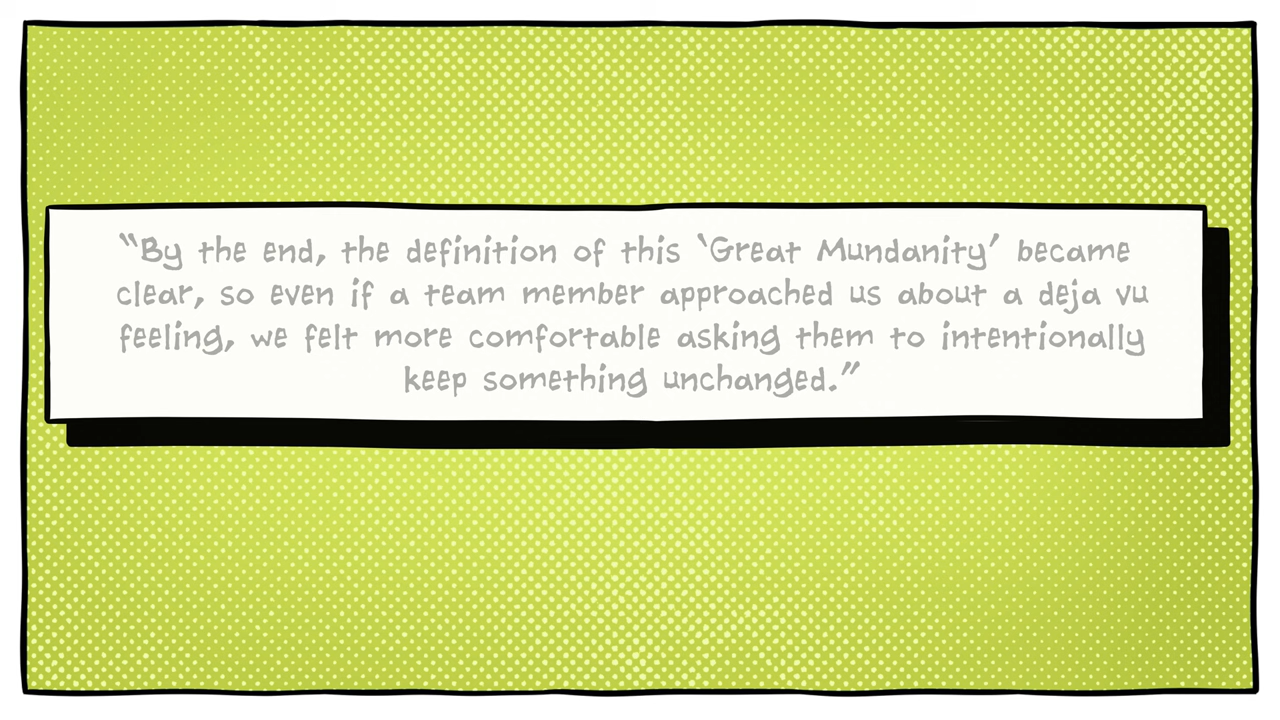 “By the end, the definition of this ‘Great Mundanity’ became
clear, so even if a team member approached us about a deja vu
feeling, we felt more comfortable asking them to intentionally
keep something unchanged.”